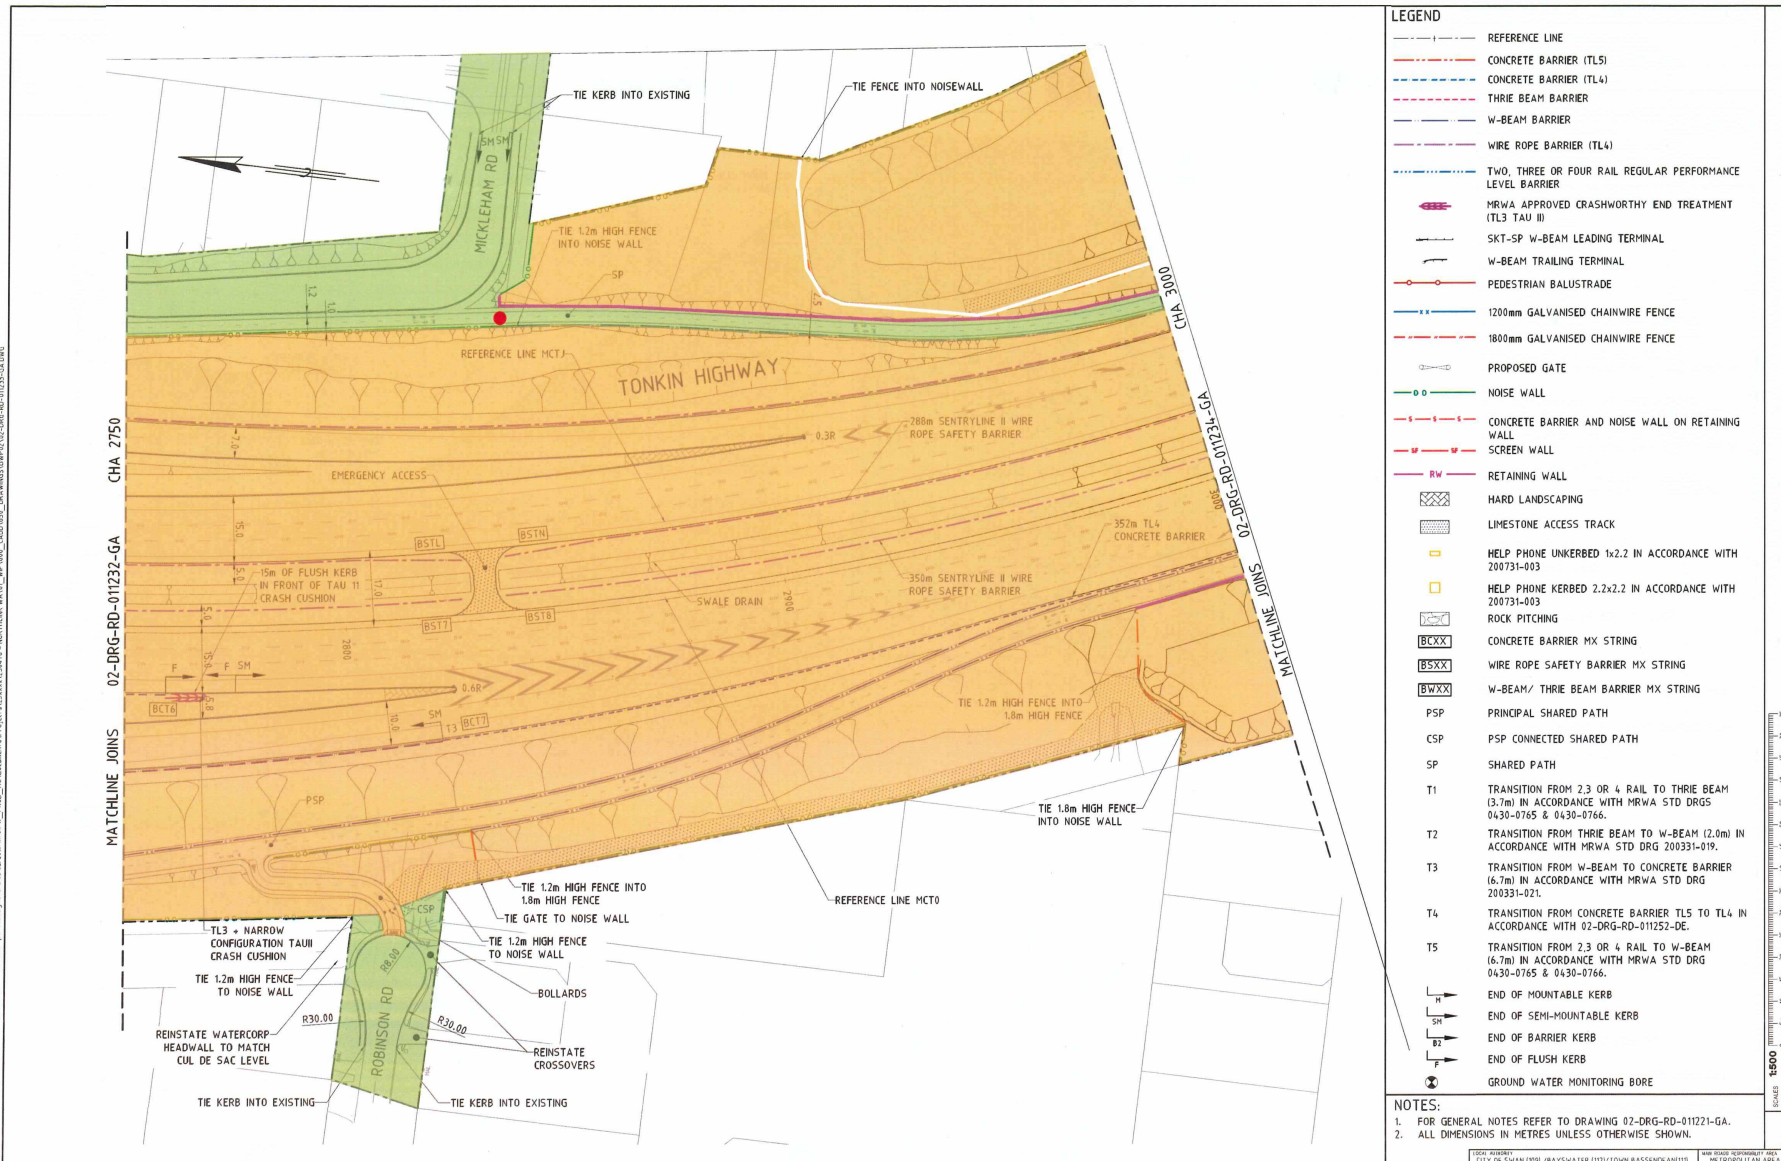 TIE KERB INTO EXISTING
TIE FENCE INTO NOISEWALL
SM SM
MICKLEHAM RD
TIE 1.2m HIGH FENCE
INTO NOISE WALL
SP
1.2
1.0
2.5
CHA 3000
REFERENCE LINE MCTJ
TONKIN HIGHWAY
288m SENTRYLINE II WIRE
ROPE SAFETY BARRIER
0.3R
7.0
CHA 2750
EMERGENCY ACCESS
02-DRG-RD-011234-GA
3000
15.0
BSTL
BSTN
352m TL4
CONCRETE BARRIER
15m OF FLUSH KERB
IN FRONT OF TAU 11
CRASH CUSHION
5.0
17.0
350m SENTRYLINE II WIRE
ROPE SAFETY BARRIER
SWALE DRAIN
2900
5.0
BST7
BST8
2800
02-DRG-RD-011232-GA
MATCHLINE JOINS
15.0
F
F
SM
5.8
BCT6
0.6R
SM
T3
BCT7
10.0
TIE 1.2m HIGH FENCE INTO
1.8m HIGH FENCE
MATCHLINE JOINS
PSP
TIE 1.8m HIGH FENCE
INTO NOISE WALL
TIE 1.2m HIGH FENCE INTO
1.8m HIGH FENCE
REFERENCE LINE MCTO
CSP
TIE GATE TO NOISE WALL
TL3 + NARROW
CONFIGURATION TAUII
CRASH CUSHION
TIE 1.2m HIGH FENCE
TO NOISE WALL
R8.00
TIE 1.2m HIGH FENCE
TO NOISE WALL
BOLLARDS
R30.00
R30.00
ROBINSON RD
REINSTATE WATERCORP
HEADWALL TO MATCH
CUL DE SAC LEVEL
REINSTATE
CROSSOVERS
TIE KERB INTO EXISTING
TIE KERB INTO EXISTING
LEGEND
REFERENCE LINE
CONCRETE BARRIER (TL5)
CONCRETE BARRIER (TL4)
THRIE BEAM BARRIER
W-BEAM BARRIER
WIRE ROPE BARRIER (TL4)
TWO, THREE OR FOUR RAIL REGULAR PERFORMANCE
LEVEL BARRIER
MRWA APPROVED CRASHWORTHY END TREATMENT
(TL3 TAU II)
SKT-SP W-BEAM LEADING TERMINAL
W-BEAM TRAILING TERMINAL
PEDESTRIAN BALUSTRADE
1200mm GALVANISED CHAINWIRE FENCE
1800mm GALVANISED CHAINWIRE FENCE
PROPOSED GATE
NOISE WALL
S S S CONCRETE BARRIER AND NOISE WALL ON RETAINING
WALL
SF SF SCREEN WALL
RW RETAINING WALL
HARD LANDSCAPING
LIMESTONE ACCESS TRACK
HELP PHONE UNKERBED 1x2.2 IN ACCORDANCE WITH
200731-003
HELP PHONE KERBED 2.2x2.2 IN ACCORDANCE WITH
200731-003
ROCK PITCHING
BCXX CONCRETE BARRIER MX STRING
BSXX WIRE ROPE SAFETY BARRIER MX STRING
BWXX W-BEAM/ THRIE BEAM BARRIER MX STRING
PSP PRINCIPAL SHARED PATH
CSP PSP CONNECTED SHARED PATH
SP SHARED PATH
T1 TRANSITION FROM 2,3 OR 4 RAIL TO THRIE BEAM
(3.7m) IN ACCORDANCE WITH MRWA STD DRGS
0430-0765 & 0430-0766.
T2 TRANSITION FROM THRIE BEAM TO W-BEAM (2.0m) IN
ACCORDANCE WITH MRWA STD DRG 200331-019.
T3 TRANSITION FROM W-BEAM TO CONCRETE BARRIER
(6.7m) IN ACCORDANCE WITH MRWA STD DRG
200331-021.
T4 TRANSITION FROM CONCRETE BARRIER TL5 TO TL4 IN
ACCORDANCE WITH 02-DRG-RD-011252-DE.
T5 TRANSITION FROM 2,3 OR 4 RAIL TO W-BEAM
(6.7m) IN ACCORDANCE WITH MRWA STD DRG
0430-0765 & 0430-0766.
M END OF MOUNTABLE KERB
SM END OF SEMI-MOUNTABLE KERB
B2 END OF BARRIER KERB
F END OF FLUSH KERB
GROUND WATER MONITORING BORE
NOTES:
1. FOR GENERAL NOTES REFER TO DRAWING 02-DRG-RD-011221-GA.
2. ALL DIMENSIONS IN METRES UNLESS OTHERWISE SHOWN.
SCALES 1:500
LOCAL AUTHORITY
MAIN ROADS RESPONSIBILITY AREA
METROPOLITAN AREA